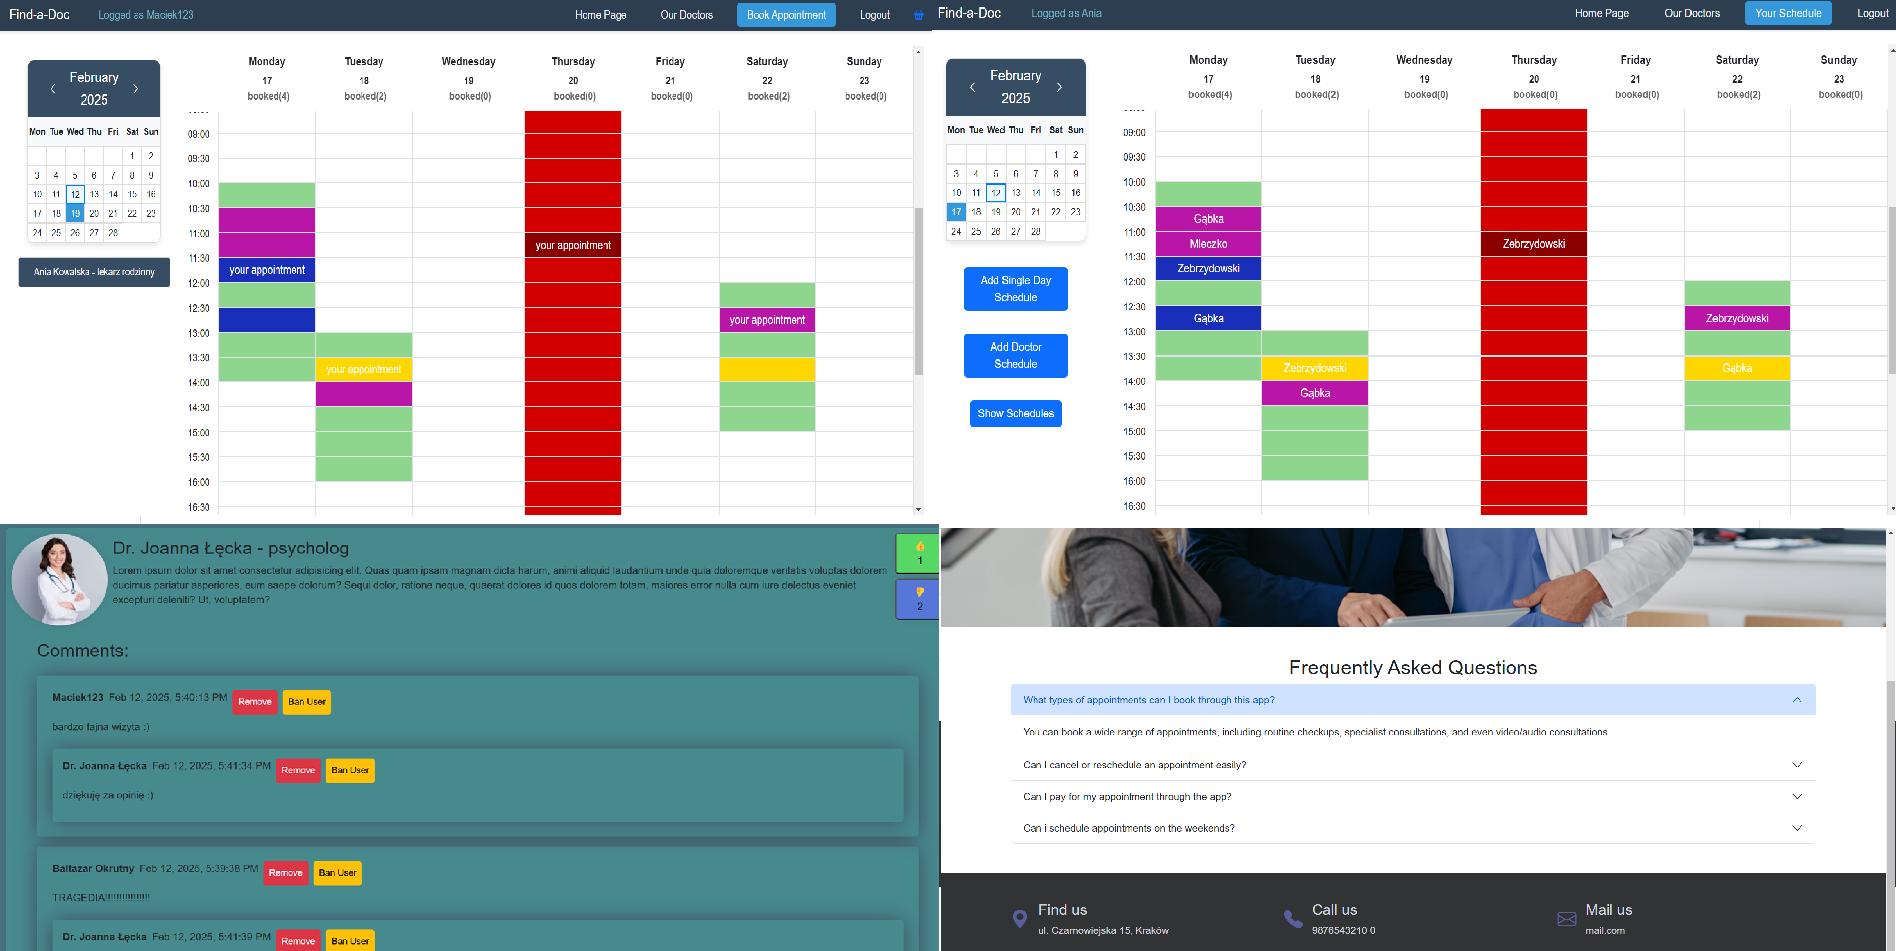 Find-a-Doc Logged as Maciek123 Home Page Our Doctors Book Appointment Logout
February
2025
Mon Tue Wed Thu Fri Sat Sun
1 2
3 4 5 6 7 8 9
10 11 12 13 14 15 16
17 18 19 20 21 22 23
24 25 26 27 28
Ania Kowalska - lekarz rodzinny
Monday Tuesday Wednesday Thursday Friday Saturday Sunday
17 18 19 20 21 22 23
booked(4) booked(2) booked(0) booked(0) booked(0) booked(2) booked(0)
09:00
09:30
10:00
10:30
11:00
your appointment
11:30
your appointment
12:00
12:30
your appointment
13:00
13:30
your appointment
14:00
14:30
15:00
15:30
16:00
16:30
Find-a-Doc Logged as Ania Home Page Our Doctors Your Schedule Logout
February
2025
Mon Tue Wed Thu Fri Sat Sun
1 2
3 4 5 6 7 8 9
10 11 12 13 14 15 16
17 18 19 20 21 22 23
24 25 26 27 28
Add Single Day
Schedule
Add Doctor
Schedule
Show Schedules
Monday Tuesday Wednesday Thursday Friday Saturday Sunday
17 18 19 20 21 22 23
booked(4) booked(2) booked(0) booked(0) booked(0) booked(2) booked(0)
09:00
09:30
10:00
10:30
Gąbka
11:00
Mleczko Zebrzydowski
11:30
Zebrzydowski
12:00
12:30
Gąbka Zebrzydowski
13:00
13:30
Zebrzydowski Gąbka
14:00
Gąbka
14:30
15:00
15:30
16:00
16:30
Dr. Joanna Łęcka - psycholog
Lorem ipsum dolor sit amet consectetur adipisicing elit. Quas quam ipsam magnam dicta harum, animi aliquid laudantium unde quia doloremque veritatis voluptas dolorem
ducimus pariatur asperiores, eum saepe dolorum? Sequi dolor, ratione neque, quaerat dolores id quos dolorem totam, maiores error nulla cum iure delectus eveniet
excepturi deleniti? Ut, voluptatem?
1
2
Comments:
Maciek123 Feb 12, 2025, 5:40:13 PM Remove Ban User
bardzo fajna wizyta :)
Dr. Joanna Łęcka Feb 12, 2025, 5:41:34 PM Remove Ban User
dziękuję za opinię :)
Baltazar Okrutny Feb 12, 2025, 5:39:38 PM Remove Ban User
TRAGEDIA!!!!!!!!!!!!!!!!!
Dr. Joanna Łęcka Feb 12, 2025, 5:41:39 PM Remove Ban User
Frequently Asked Questions
What types of appointments can I book through this app?
You can book a wide range of appointments, including routine checkups, specialist consultations, and even video/audio consultations
Can I cancel or reschedule an appointment easily?
Can I pay for my appointment through the app?
Can i schedule appointments on the weekends?
Find us Call us Mail us
ul. Czarnowiejska 15, Kraków 9876543210 0 mail.com